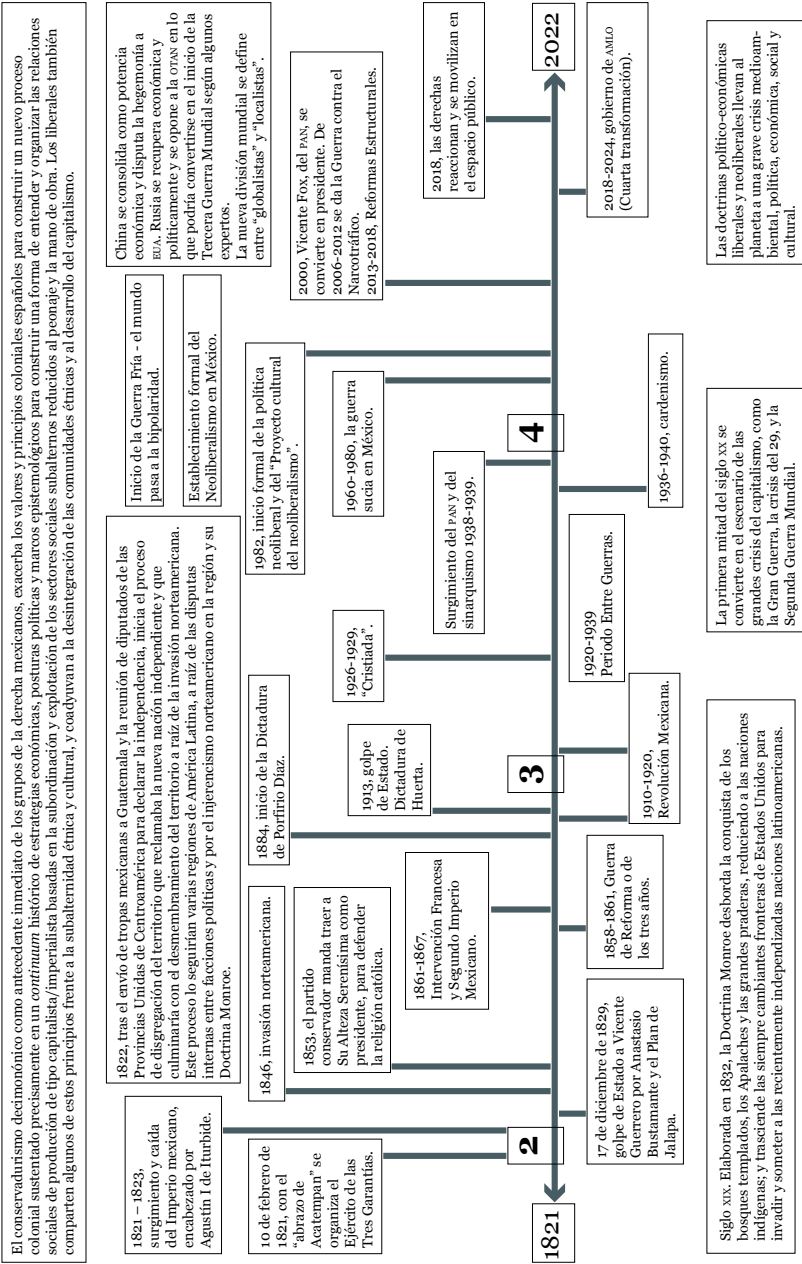 El conservadurismo decimonónico como antecedente inmediato de los grupos de la derecha mexicanos, exacerba los valores y principios coloniales españoles para construir un nuevo proceso
colonial sustentado precisamente en un continuum histórico de estrategias económicas, posturas políticas y marcos epistemológicos para construir una forma de entender y organizar las relaciones
sociales de producción de tipo capitalista/imperialista basadas en la subordinación y explotación de los sectores sociales subalternos reducidos al peonaje y la mano de obra. Los liberales también
comparten algunos de estos principios frente a la subalternidad étnica y cultural, y coadyuvan a la desintegración de las comunidades étnicas y al desarrollo del capitalismo.
1821 – 1823,
surgimiento y caída
del Imperio mexicano,
encabezado por
Agustín I de Iturbide.
1822, tras el envío de tropas mexicanas a Guatemala y la reunión de diputados de las
Provincias Unidas de Centroamérica para declarar la independencia, inicia el proceso
de disgregación del territorio que reclamaba la nueva nación independiente y que
culminaría con el desmembramiento del territorio a raíz de la invasión norteamericana.
Este proceso lo seguirían varias regiones de América Latina, a raíz de las disputas
internas entre facciones políticas y por el injerencismo norteamericano en la región y su
Doctrina Monroe.
Inicio de la Guerra Fría - el mundo
pasa a la bipolaridad.
Establecimiento formal del
Neoliberalismo en México.
China se consolida como potencia
económica y disputa la hegemonía a
EUA. Rusia se recupera económica y
políticamente y se opone a la OTAN en lo
que podría convertirse en el inicio de la
Tercera Guerra Mundial según algunos
expertos.
La nueva división mundial se define
entre “globalistas” y “localistas”.
10 de febrero de
1821, con el
“abrazo de
Acatempan” se
organiza el
Ejército de las
Tres Garantías.
1846, invasión norteamericana.
1853, el partido
conservador manda traer a
Su Alteza Serenísima como
presidente, para defender
la religión católica.
1861-1867,
Intervención Francesa
y Segundo Imperio
Mexicano.
1884, inicio de la Dictadura
de Porfirio Díaz.
1913, golpe
de Estado.
Dictadura de
Huerta.
1926-1929,
“Cristiada”.
Surgimiento del PAN y del
sinarquismo 1938-1939.
1982, inicio formal de la política
neoliberal y del “Proyecto cultural
del neoliberalismo”.
1960-1980, la guerra
sucia en México.
2000, Vicente Fox, del PAN, se
convierte en presidente. De
2006-2012 se da la Guerra contra el
Narcotráfico.
2013-2018, Reformas Estructurales.
2018, las derechas
reaccionan y se movilizan en
el espacio público.
1821
2
3
4
2022
17 de diciembre de 1829,
golpe de Estado a Vicente
Guerrero por Anastasio
Bustamante y el Plan de
Jalapa.
1858-1861, Guerra
de Reforma o de
los tres años.
1910-1920,
Revolución Mexicana.
1920-1939
Periodo Entre Guerras.
1936-1940, cardenismo.
2018-2024, gobierno de AMLO
(Cuarta transformación).
Siglo XIX. Elaborada en 1832, la Doctrina Monroe desborda la conquista de los
bosques templados, los Apalaches y las grandes praderas, reduciendo a las naciones
indígenas; y trasciende las siempre cambiantes fronteras de Estados Unidos para
invadir y someter a las recientemente independizadas naciones latinoamericanas.
La primera mitad del siglo XX se
convierte en el escenario de las
grandes crisis del capitalismo, como
la Gran Guerra, la crisis del 29, y la
Segunda Guerra Mundial.
Las doctrinas político-económicas
liberales y neoliberales llevan al
planeta a una grave crisis medioam-
biental, política, económica, social y
cultural.